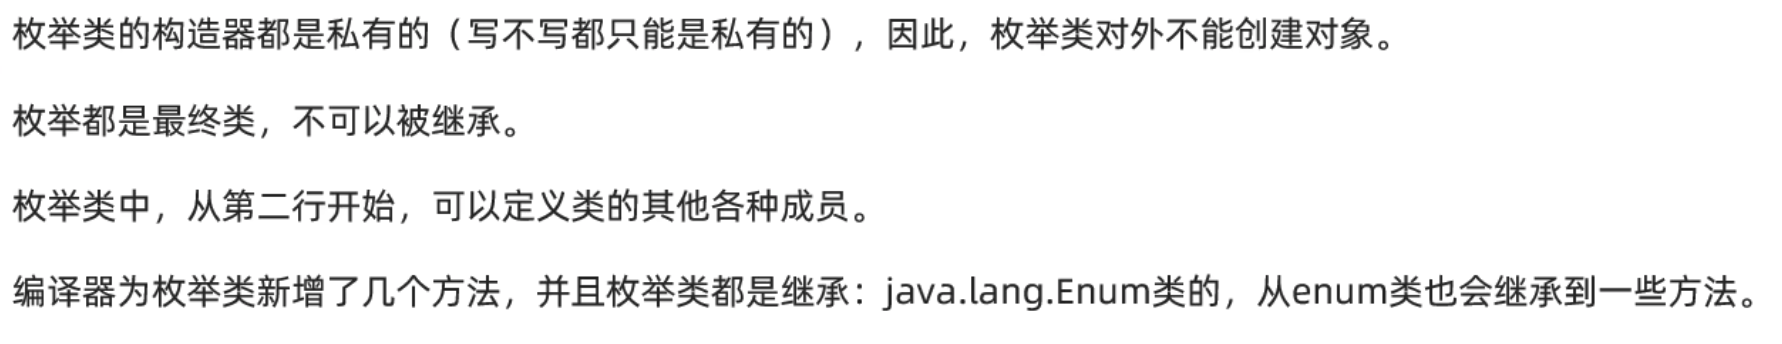 枚举类的构造器都是私有的（写不写都只能是私有的），因此，枚举类对外不能创建对象。
枚举都是最终类，不可以被继承。
枚举类中，从第二行开始，可以定义类的其他各种成员。
编译器为枚举类新增了几个方法，并且枚举类都是继承：java.lang.Enum类的，从enum类也会继承到一些方法。